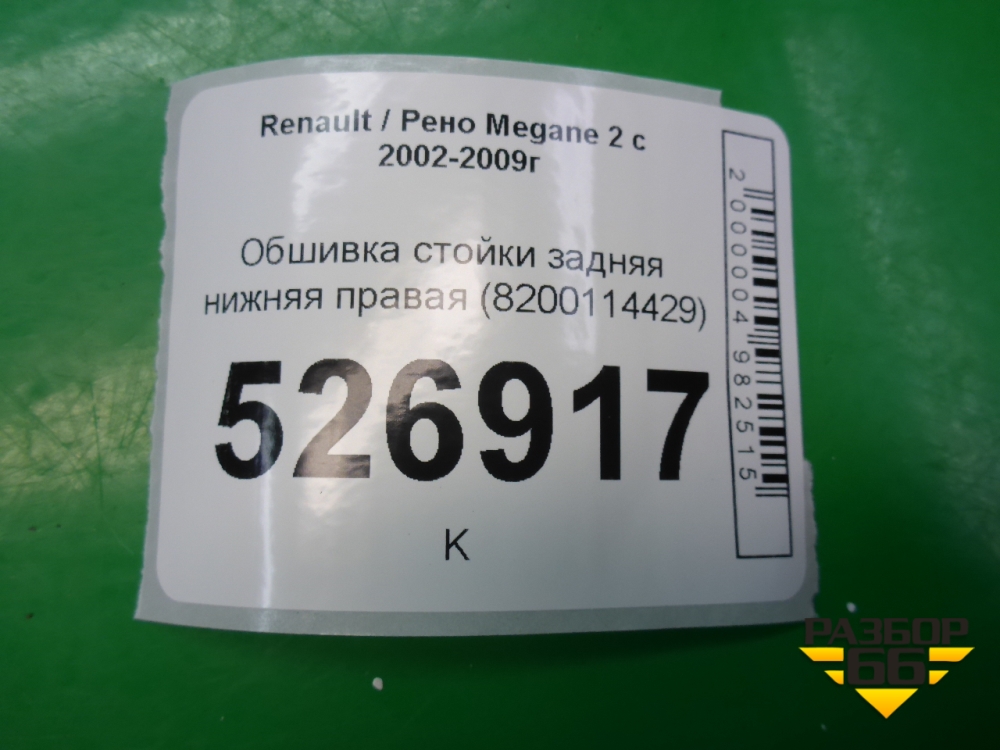 Renault / Рено Megane 2 с
2002-2009г
Обшивка стойки задняя
нижняя правая (8200114429)
526917
К
2000004982515
РАЗБОР
66